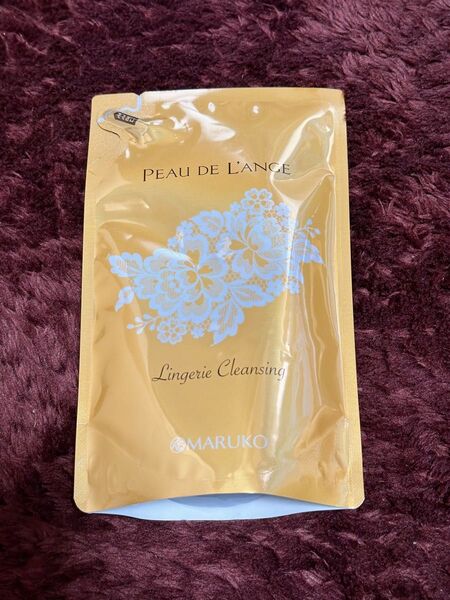 PEAU DE L'ANGE
Lingerie Cleansing
MARUKO